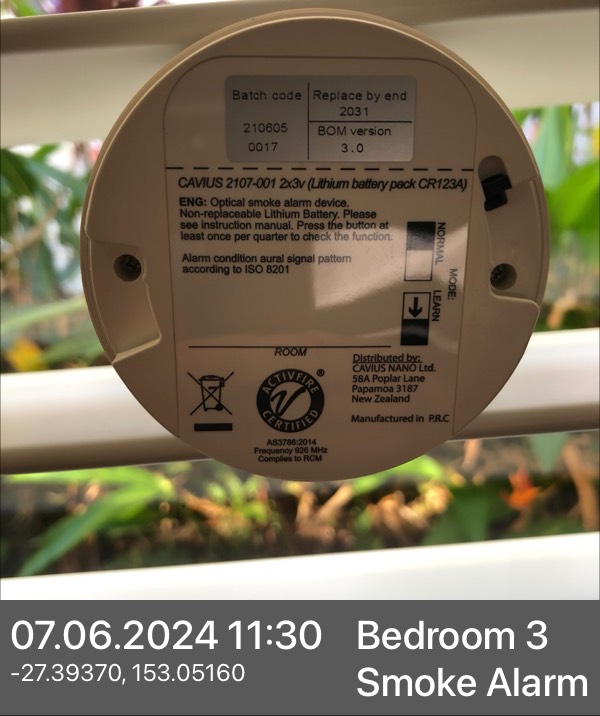 Batch code
210605
0017
Replace by end
2031
BOM version
3.0
CAVIUS 2107-001 2x3v (Lithium battery pack CR123A)
ENG: Optical smoke alarm device.
Non-replaceable Lithium Battery. Please
see instruction manual. Press the button at
least once per quarter to check the function.
Alarm condition aural signal pattern
according to ISO 8201
NORMAL
MODE:
LEARN
ROOM
ACTIVFIRE ®
CERTIFIED
AS3786:2014
Frequency 926 MHz
Complies to RCM
Distributed by:
CAVIUS NANO Ltd.
58A Poplar Lane
Papamoa 3187
New Zealand
Manufactured in P.R.C
07.06.2024 11:30
-27.39370, 153.05160
Bedroom 3
Smoke Alarm